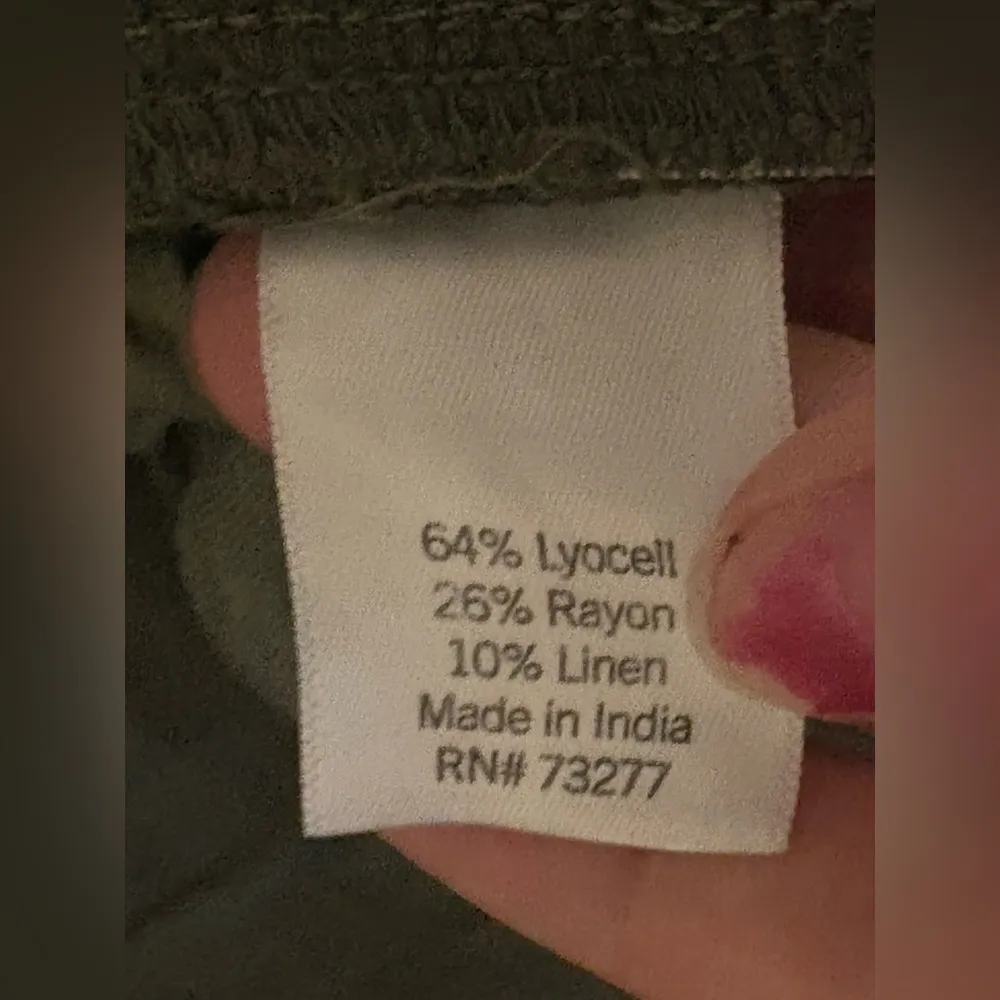 64% Lyocell
26% Rayon
10% Linen
Made in India
RN# 73277